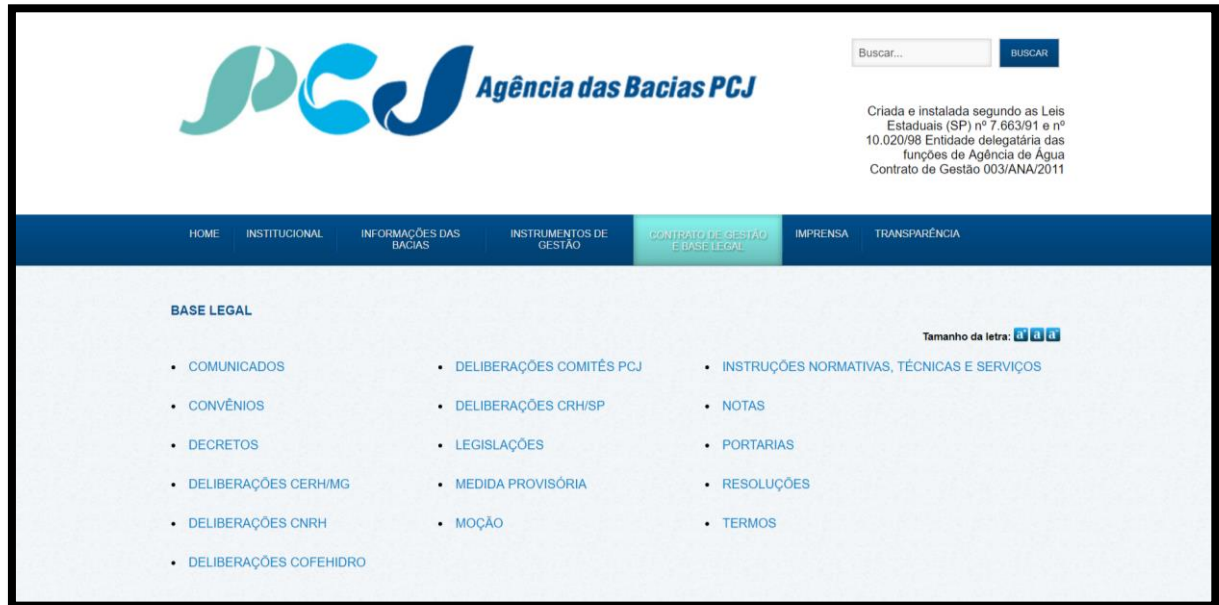 PCJ Agência das Bacias PCJ
Buscar...
BUSCAR
Criada e instalada segundo as Leis
Estaduais (SP) nº 7.663/91 e nº
10.020/98 Entidade delegatária das
funções de Agência de Água
Contrato de Gestão 003/ANA/2011
HOME
INSTITUCIONAL
INFORMAÇÕES DAS
BACIAS
INSTRUMENTOS DE
GESTÃO
CONTRATO DE GESTÃO
E BASE LEGAL
IMPRENSA
TRANSPARÊNCIA
BASE LEGAL
Tamanho da letra: a a a
COMUNICADOS
CONVÊNIOS
DECRETOS
DELIBERAÇÕES CERH/MG
DELIBERAÇÕES CNRH
DELIBERAÇÕES COFEHIDRO
DELIBERAÇÕES COMITÊS PCJ
DELIBERAÇÕES CRH/SP
LEGISLAÇÕES
MEDIDA PROVISÓRIA
MOÇÃO
INSTRUÇÕES NORMATIVAS, TÉCNICAS E SERVIÇOS
NOTAS
PORTARIAS
RESOLUÇÕES
TERMOS